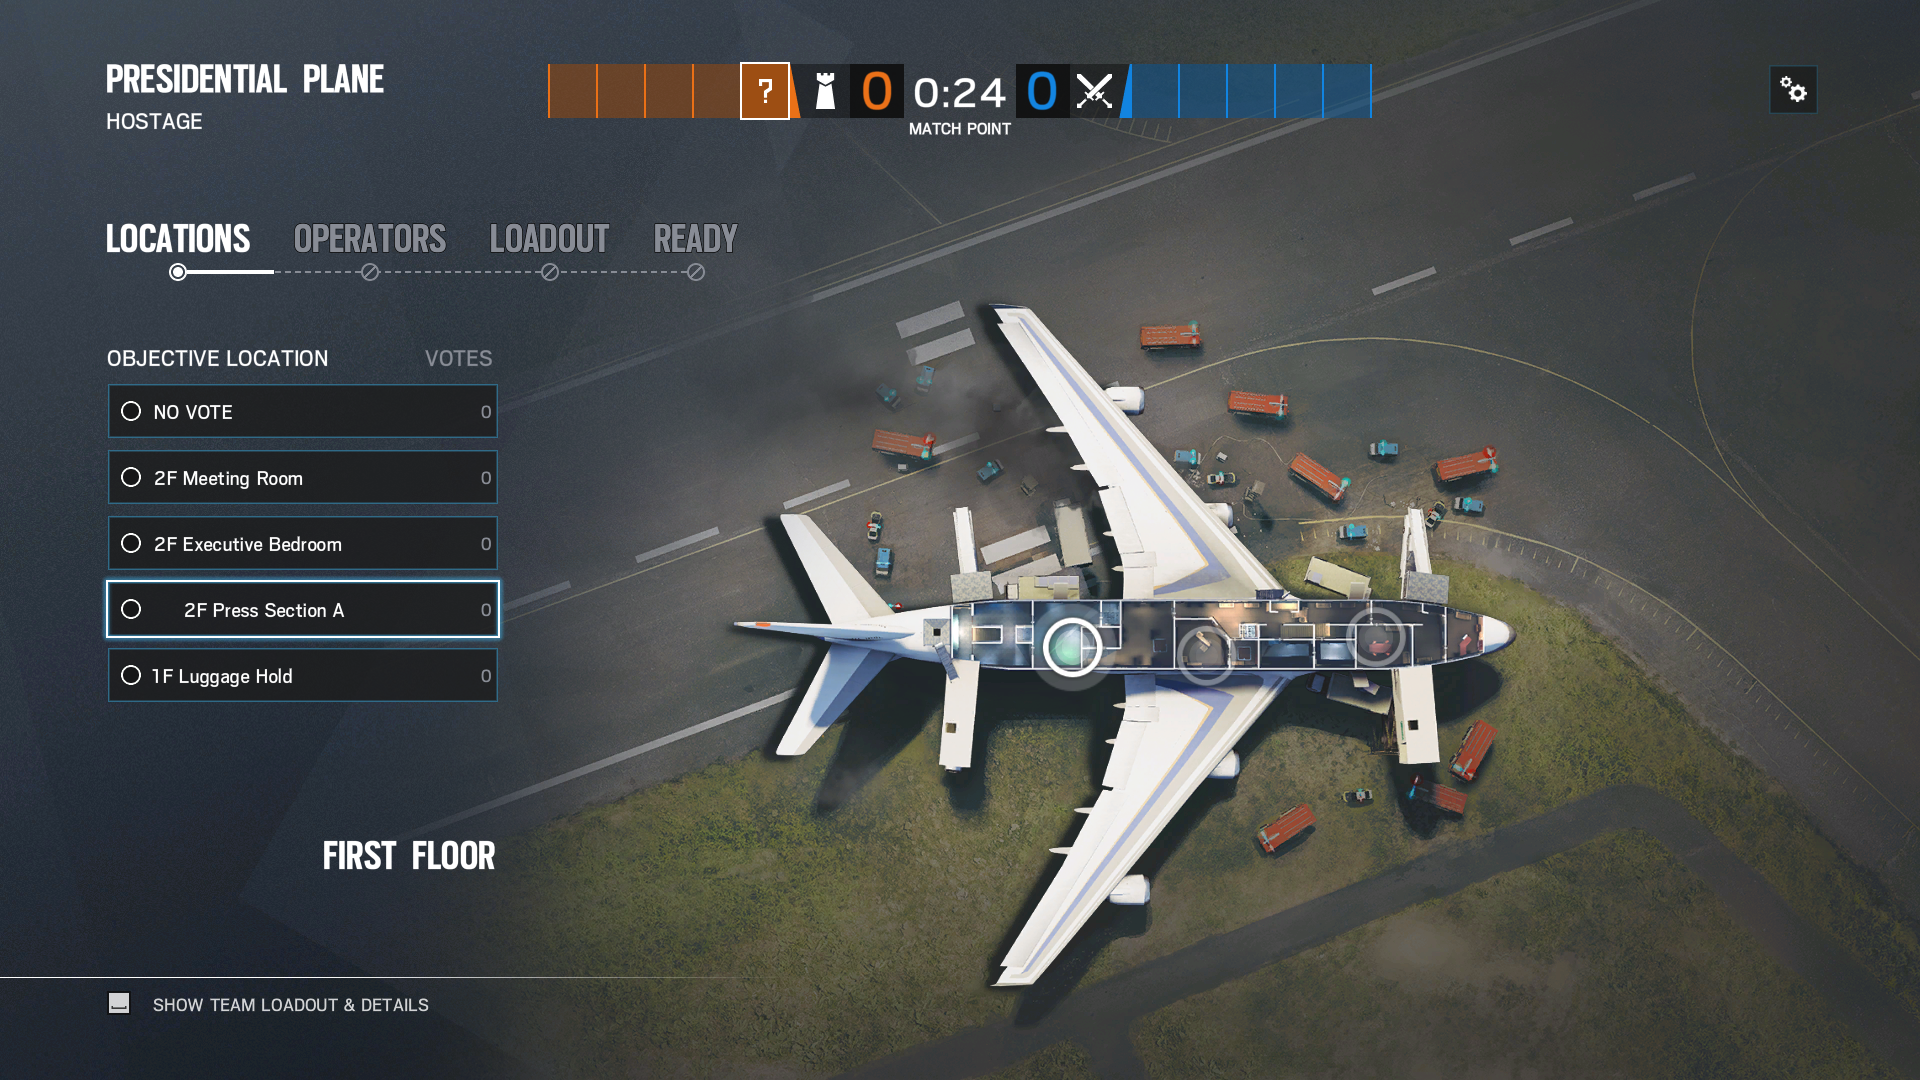 PRESIDENTIAL PLANE
HOSTAGE
?
0
0:24
0
MATCH POINT
LOCATIONS
OPERATORS
LOADOUT
READY
OBJECTIVE LOCATION
VOTES
NO VOTE
0
2F Meeting Room
0
2F Executive Bedroom
0
2F Press Section A
0
1F Luggage Hold
0
FIRST FLOOR
SHOW TEAM LOADOUT & DETAILS